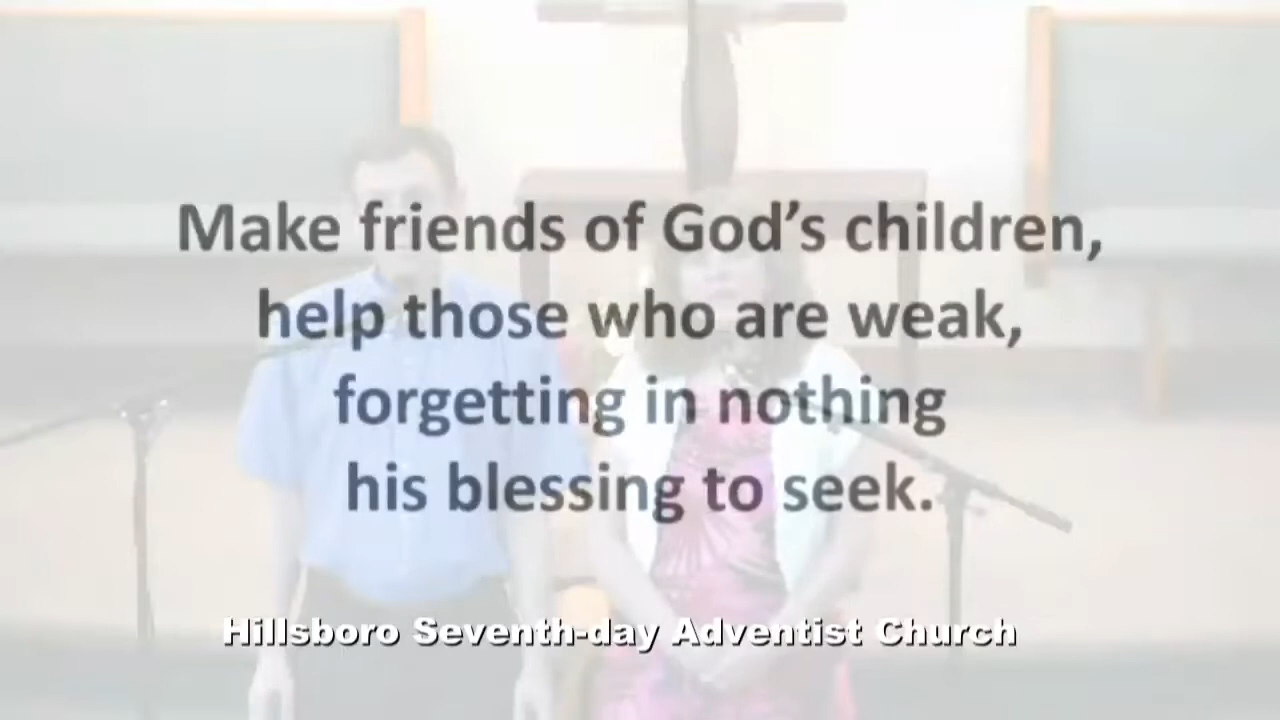 Make friends of God’s children,
help those who are weak,
forgetting in nothing
his blessing to seek.
Hillsboro Seventh-day Adventist Church